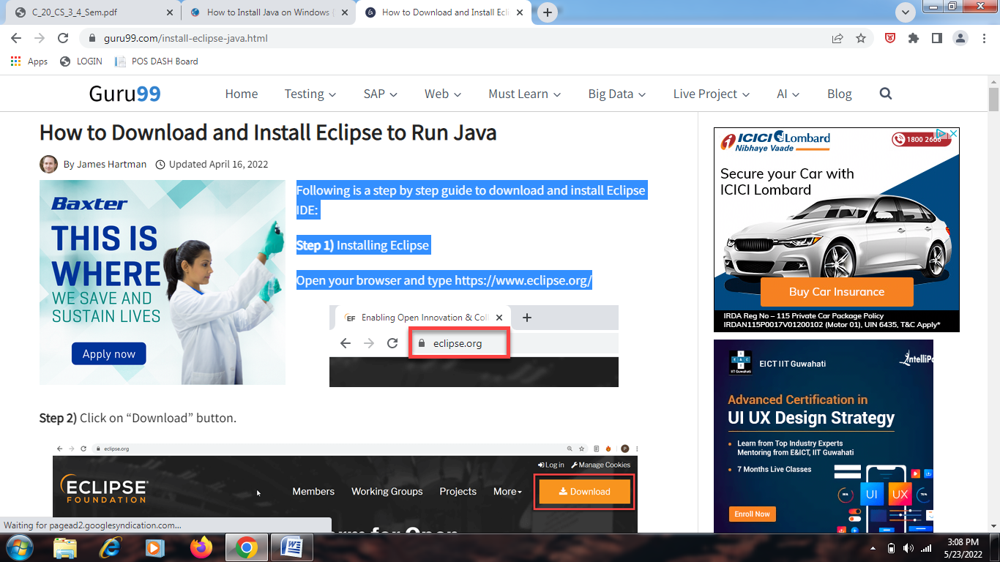 C_20_CS_3_4_Sem.pdf
How to Install Java on Windows
How to Download and Install Ecli
guru99.com/install-eclipse-java.html
Apps
LOGIN
POS DASH Board
Guru99
Home
Testing
SAP
Web
Must Learn
Big Data
Live Project
AI
Blog
How to Download and Install Eclipse to Run Java
By James Hartman
Updated April 16, 2022
Baxter
THIS IS
WHERE
WE SAVE AND
SUSTAIN LIVES
Apply now
Following is a step by step guide to download and install Eclipse
IDE:
Step 1) Installing Eclipse
Open your browser and type https://www.eclipse.org/
EF Enabling Open Innovation & Coll
eclipse.org
Step 2) Click on “Download” button.
eclipse.org
P
Log in
Manage Cookies
ECLIPSE
FOUNDATION
Members
Working Groups
Projects
More
Download
ICICI Lombard
Nibhaye Vaade
1800 2666
Secure your Car with
ICICI Lombard
Buy Car Insurance
IRDA Reg No – 115 Private Car Package Policy
IRDAN115P0017V01200102 (Motor 01), UIN 6435, T&C Apply*
E A C
I I T
IIT Guwahati
EICT IIT Guwahati
IntelliPa
Advanced Certification in
UI UX Design Strategy
• Learn from Top Industry Experts
Mentoring from E&ICT, IIT Guwahati
• 7 Months Live Classes
UI
UX
Enroll Now
Waiting for pagead2.googlesyndication.com...
3:08 PM
5/23/2022